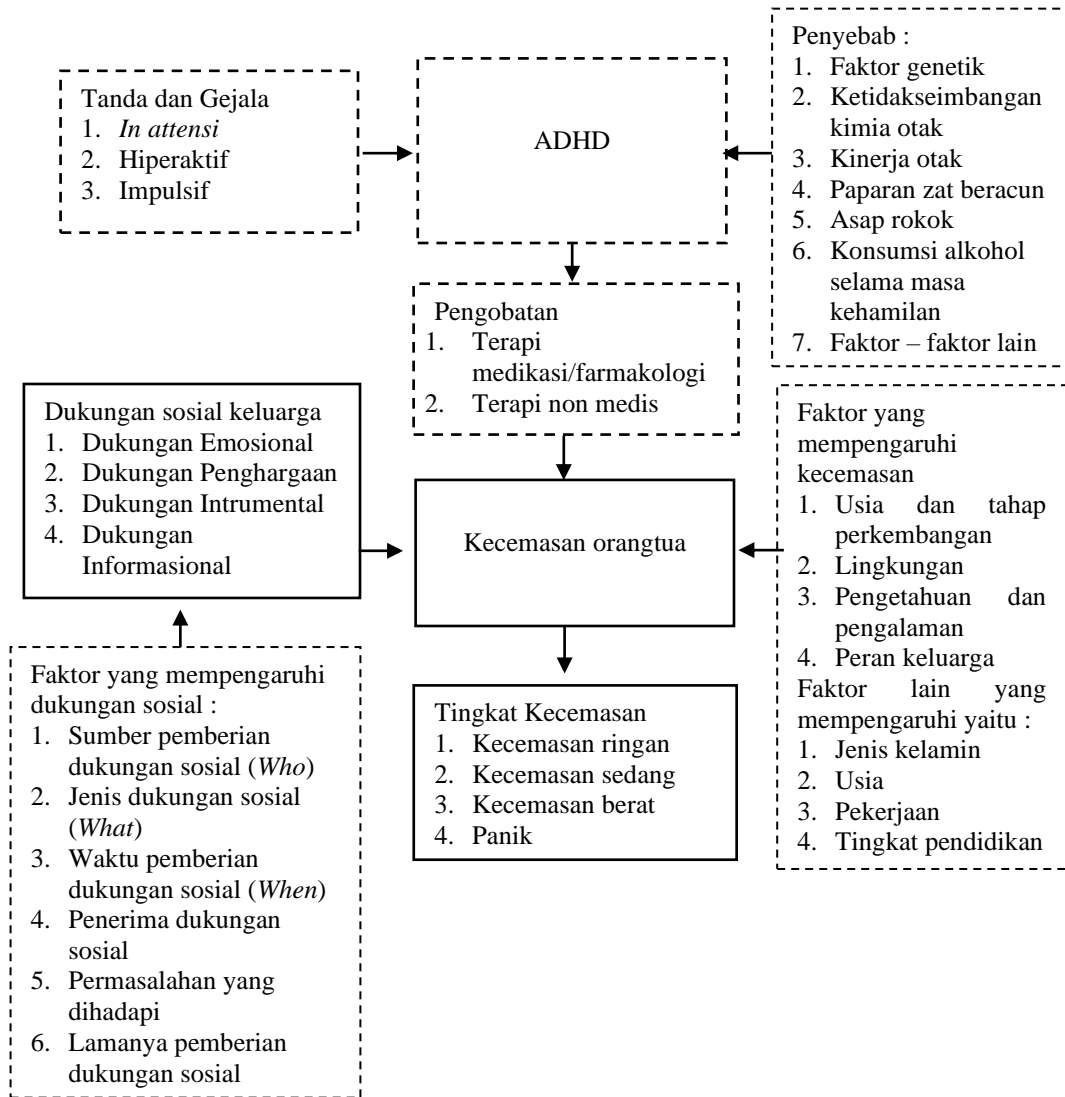 Tanda dan Gejala
1. In attensi
2. Hiperaktif
3. Impulsif
ADHD
Penyebab :
1. Faktor genetik
2. Ketidakseimbangan
kimia otak
3. Kinerja otak
4. Paparan zat beracun
5. Asap rokok
6. Konsumsi alkohol
selama masa
kehamilan
7. Faktor – faktor lain
Pengobatan
1. Terapi
medikasi/farmakologi
2. Terapi non medis
Dukungan sosial keluarga
1. Dukungan Emosional
2. Dukungan Penghargaan
3. Dukungan Intrumental
4. Dukungan
Informasional
Kecemasan orangtua
Faktor yang
mempengaruhi
kecemasan
1. Usia dan tahap
perkembangan
2. Lingkungan
3. Pengetahuan dan
pengalaman
4. Peran keluarga
Faktor lain yang
mempengaruhi yaitu :
1. Jenis kelamin
2. Usia
3. Pekerjaan
4. Tingkat pendidikan
Faktor yang mempengaruhi
dukungan sosial :
1. Sumber pemberian
dukungan sosial (Who)
2. Jenis dukungan sosial
(What)
3. Waktu pemberian
dukungan sosial (When)
4. Penerima dukungan
sosial
5. Permasalahan yang
dihadapi
6. Lamanya pemberian
dukungan sosial
Tingkat Kecemasan
1. Kecemasan ringan
2. Kecemasan sedang
3. Kecemasan berat
4. Panik